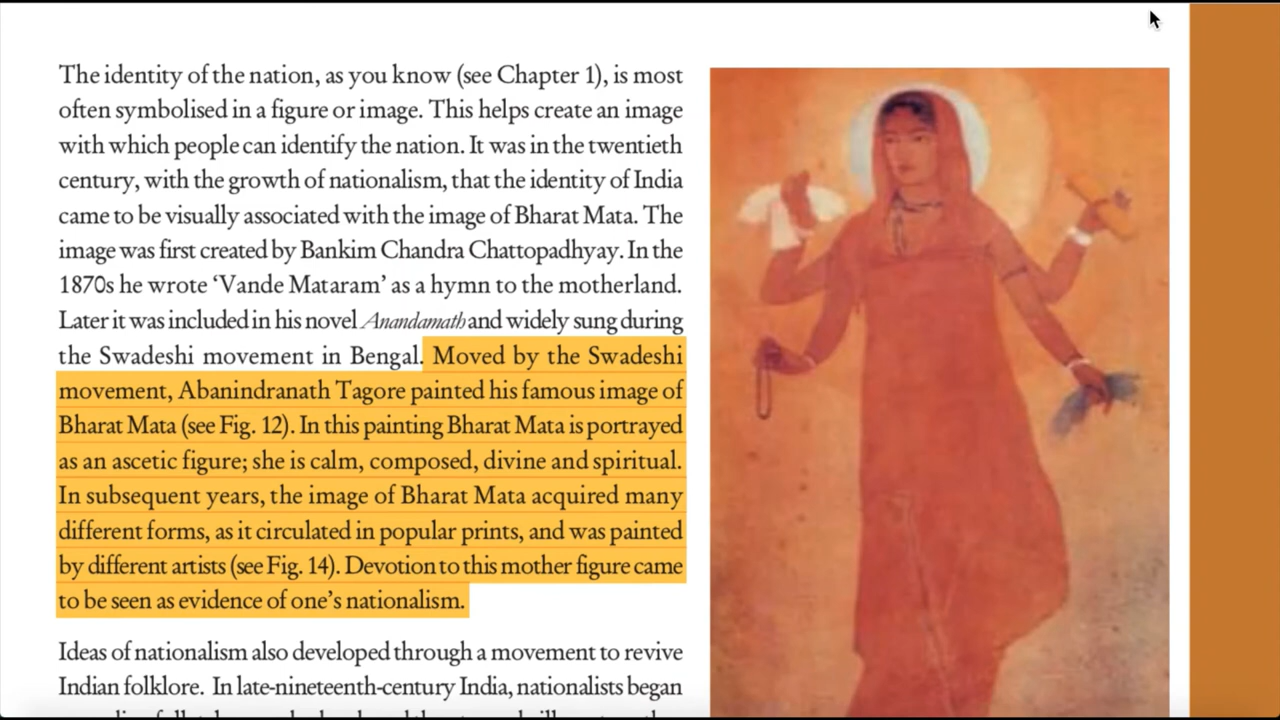 The identity of the nation, as you know (see Chapter 1), is most
often symbolised in a figure or image. This helps create an image
with which people can identify the nation. It was in the twentieth
century, with the growth of nationalism, that the identity of India
came to be visually associated with the image of Bharat Mata. The
image was first created by Bankim Chandra Chattopadhyay. In the
1870s he wrote ‘Vande Mataram’ as a hymn to the motherland.
Later it was included in his novel Anandamath and widely sung during
the Swadeshi movement in Bengal. Moved by the Swadeshi
movement, Abanindranath Tagore painted his famous image of
Bharat Mata (see Fig. 12). In this painting Bharat Mata is portrayed
as an ascetic figure; she is calm, composed, divine and spiritual.
In subsequent years, the image of Bharat Mata acquired many
different forms, as it circulated in popular prints, and was painted
by different artists (see Fig. 14). Devotion to this mother figure came
to be seen as evidence of one’s nationalism.
Ideas of nationalism also developed through a movement to revive
Indian folklore. In late-nineteenth-century India, nationalists began